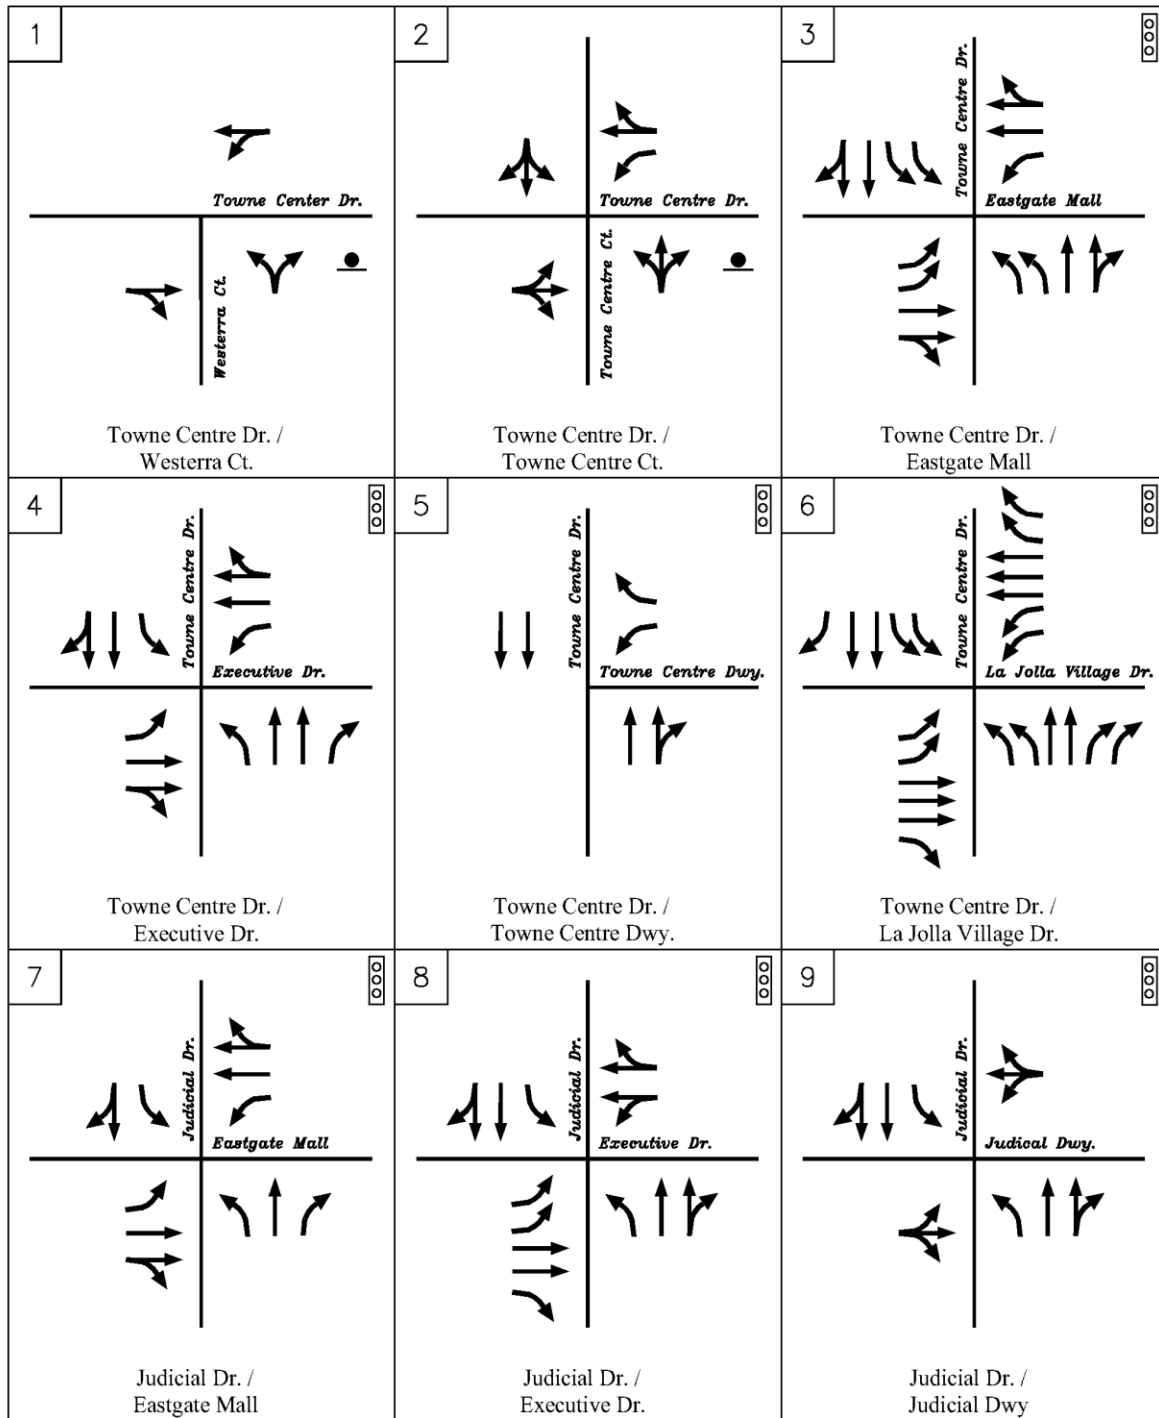 1
Towne Center Dr.
Westerra Ct.
Towne Centre Dr. /
Westerra Ct.
2
Towne Centre Dr.
Towne Centre Ct.
Towne Centre Dr. /
Towne Centre Ct.
3
Towne Centre Dr.
Eastgate Mall
Towne Centre Dr. /
Eastgate Mall
4
Towne Centre Dr.
Executive Dr.
Towne Centre Dr. /
Executive Dr.
5
Towne Centre Dr.
Towne Centre Dwy.
Towne Centre Dr. /
Towne Centre Dwy.
6
Towne Centre Dr.
La Jolla Village Dr.
Towne Centre Dr. /
La Jolla Village Dr.
7
Judicial Dr.
Eastgate Mall
Judicial Dr. /
Eastgate Mall
8
Judicial Dr.
Executive Dr.
Judicial Dr. /
Executive Dr.
9
Judicial Dr.
Judical Dwy.
Judicial Dr. /
Judicial Dwy